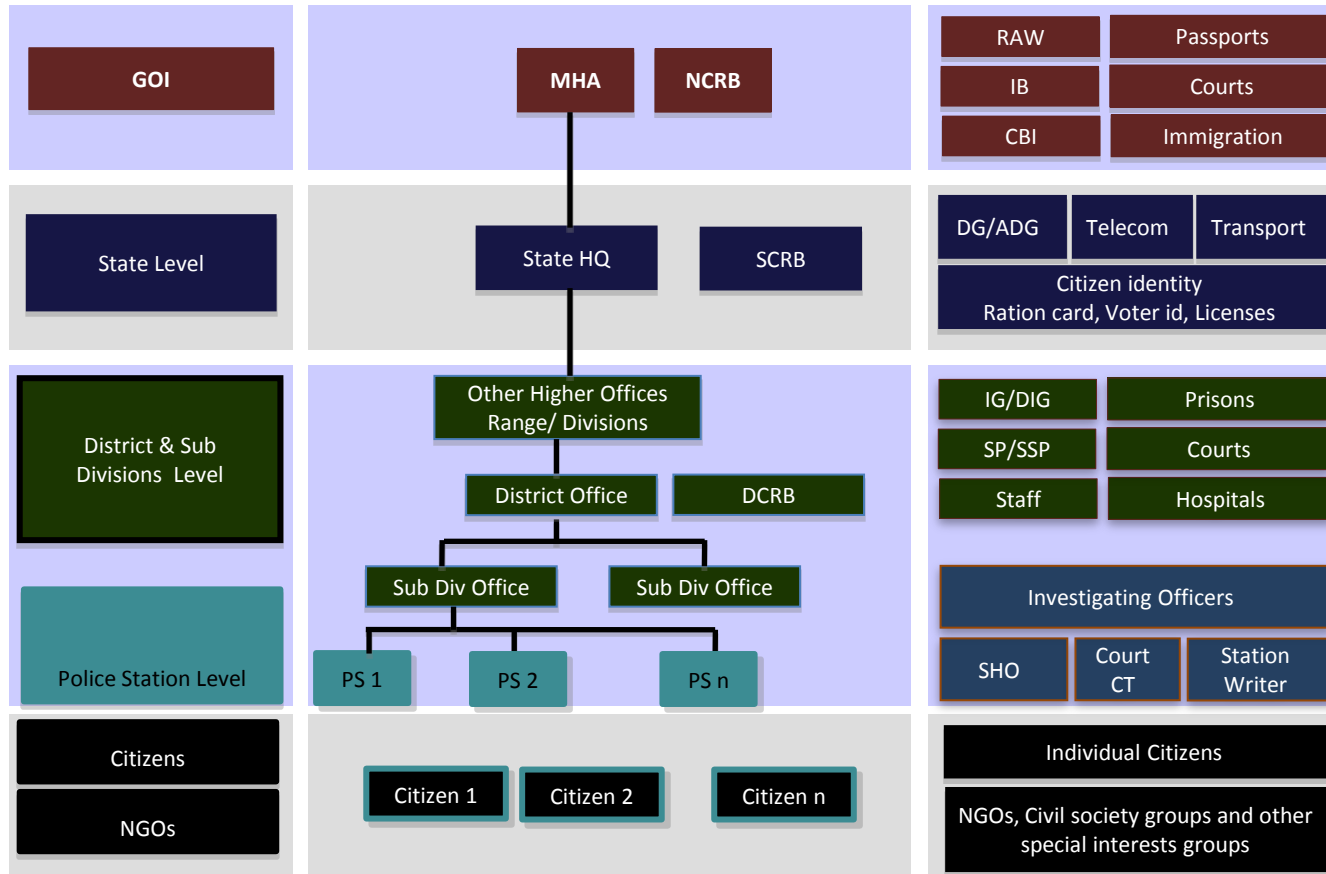 GOI
MHA
NCRB
RAW
Passports
IB
Courts
CBI
Immigration
State Level
State HQ
SCRB
DG/ADG
Telecom
Transport
Citizen identity
Ration card, Voter id, Licenses
District & Sub
Divisions Level
Other Higher Offices
Range/ Divisions
District Office
DCRB
Sub Div Office
Sub Div Office
IG/DIG
Prisons
SP/SSP
Courts
Staff
Hospitals
Police Station Level
PS 1
PS 2
PS n
Investigating Officers
SHO
Court
CT
Station
Writer
Citizens
NGOs
Citizen 1
Citizen 2
Citizen n
Individual Citizens
NGOs, Civil society groups and other
special interests groups